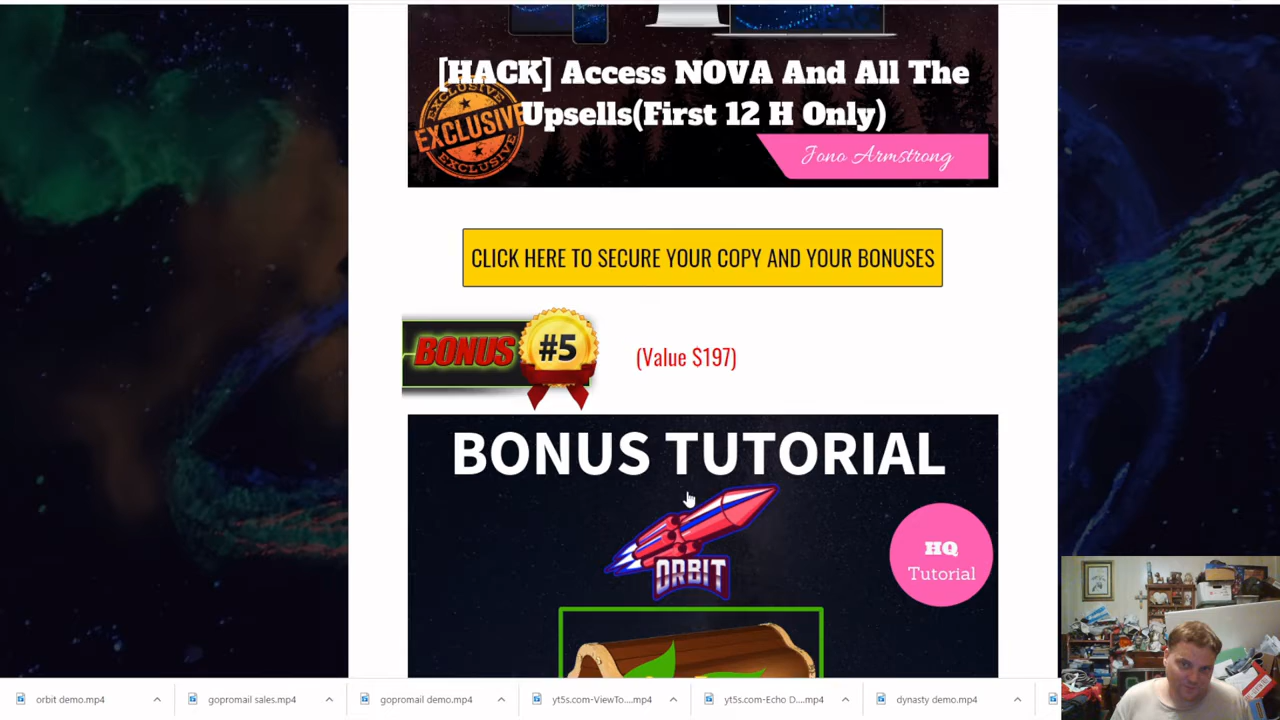 [HACK] Access NOVA And All The
Upsells(First 12 H Only)
EXCLUSIVE
EXCLUSIVE
EXCLUSIVE
Jono Armstrong
CLICK HERE TO SECURE YOUR COPY AND YOUR BONUSES
BONUS #5
(Value $197)
BONUS TUTORIAL
ORBIT
HQ
Tutorial
orbit demo.mp4
gopromail sales.mp4
gopromail demo.mp4
yt5s.com-ViewTo....mp4
yt5s.com-Echo D....mp4
dynasty demo.mp4